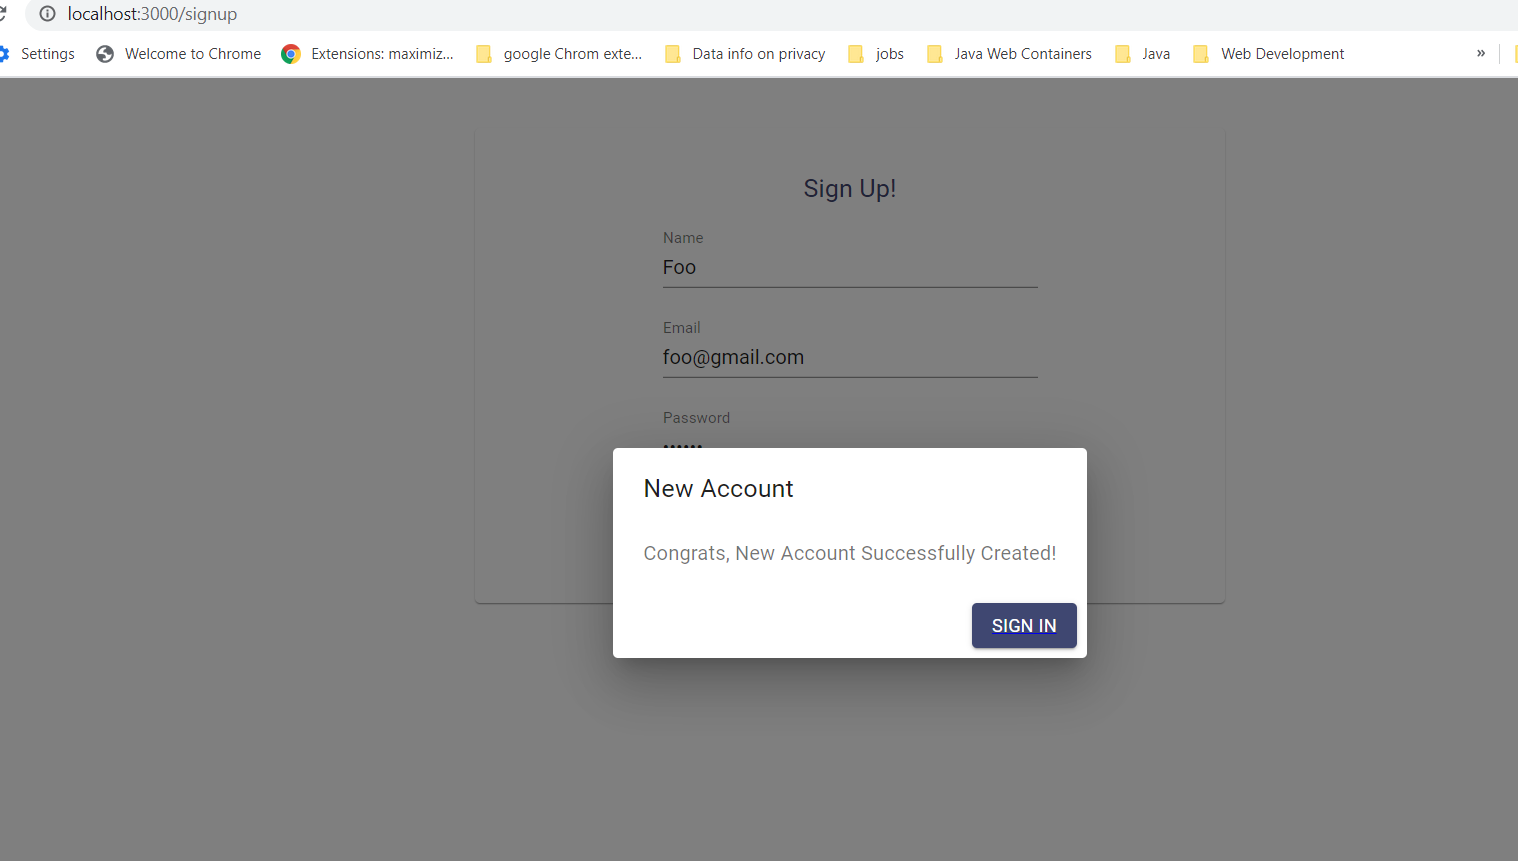 localhost:3000/signup
Settings Welcome to Chrome Extensions: maximiz... google Chrom exte... Data info on privacy jobs Java Web Containers Java Web Development »
Sign Up!
Name
Foo
Email
foo@gmail.com
Password
••••••
New Account
Congrats, New Account Successfully Created!
SIGN IN